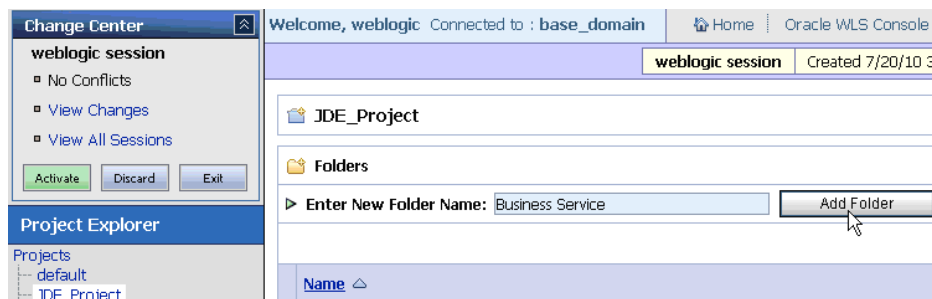 Change Center
weblogic session
No Conflicts
View Changes
View All Sessions
Activate Discard Exit
Project Explorer
Projects
default
JDE_Project
Welcome, weblogic Connected to : base_domain Home Oracle WLS Console
weblogic session Created 7/20/10 3
JDE_Project
Folders
Enter New Folder Name: Business Service Add Folder
Name